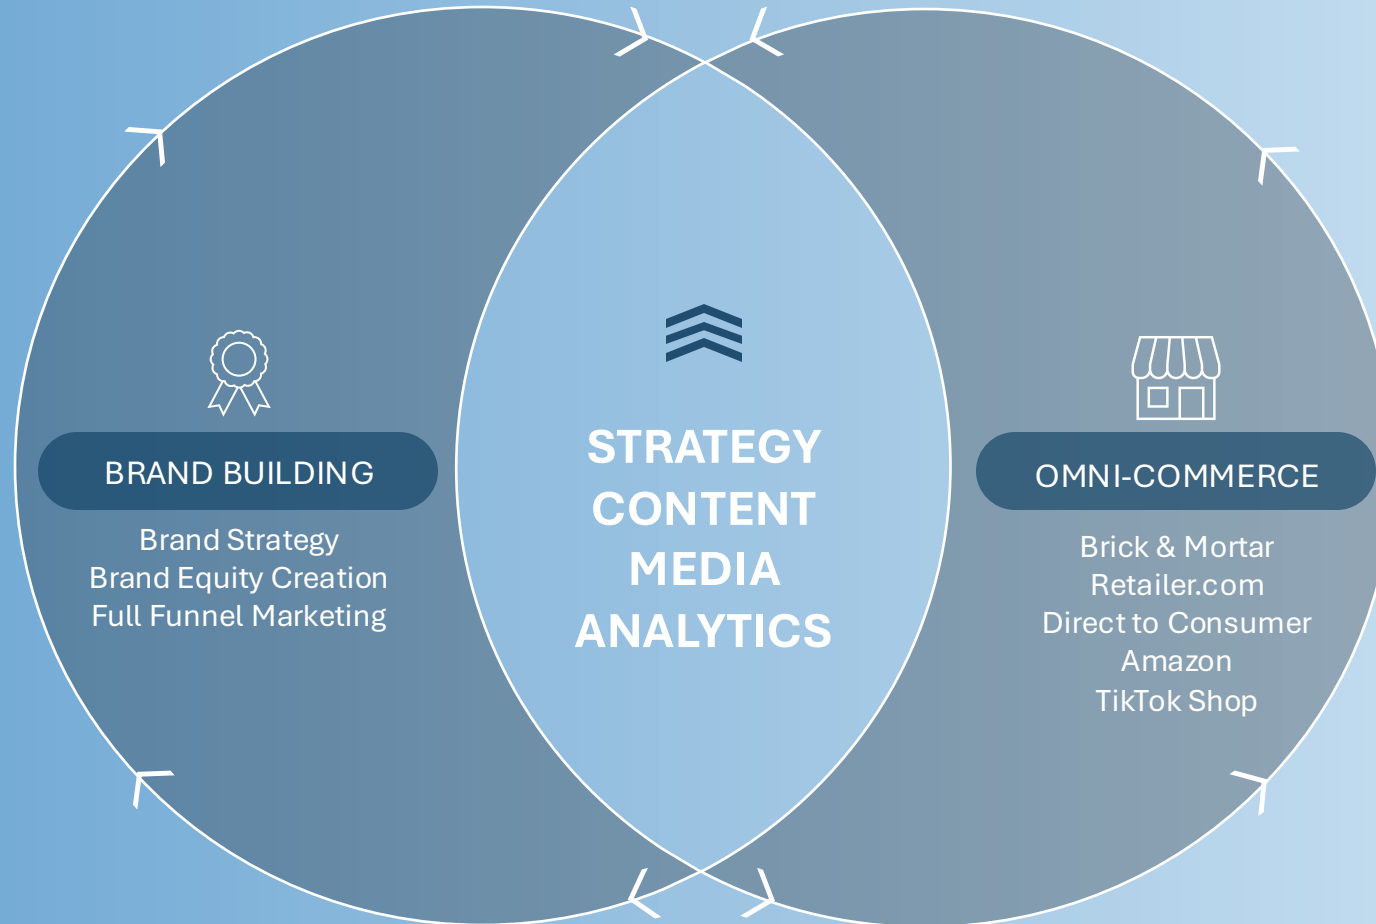 BRAND BUILDING
Brand Strategy
Brand Equity Creation
Full Funnel Marketing
STRATEGY
CONTENT
MEDIA
ANALYTICS
OMNI-COMMERCE
Brick & Mortar
Retailer.com
Direct to Consumer
Amazon
TikTok Shop